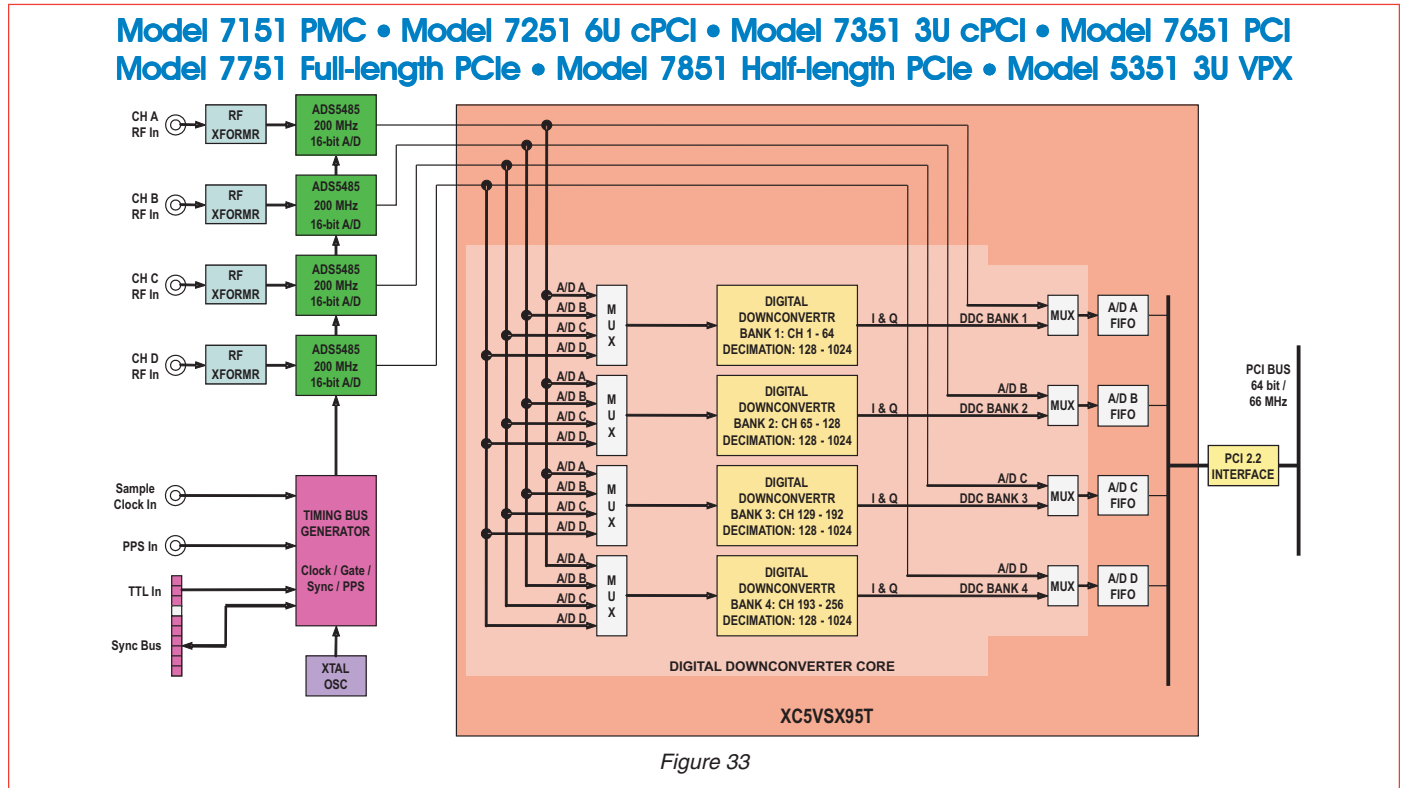 Model 7151 PMC • Model 7251 6U cPCI • Model 7351 3U cPCI • Model 7651 PCI
Model 7751 Full-length PCIe • Model 7851 Half-length PCIe • Model 5351 3U VPX
CH A
RF In
RF
XFORMR
ADS5485
200 MHz
16-bit A/D
CH B
RF In
RF
XFORMR
ADS5485
200 MHz
16-bit A/D
CH C
RF In
RF
XFORMR
ADS5485
200 MHz
16-bit A/D
CH D
RF In
RF
XFORMR
ADS5485
200 MHz
16-bit A/D
Sample
Clock In
PPS In
TTL In
Sync Bus
TIMING BUS
GENERATOR
Clock / Gate /
Sync / PPS
XTAL
OSC
A/D A
A/D B
A/D C
A/D D
M
U
X
DIGITAL
DOWNCONVERTR
BANK 1: CH 1 - 64
DECIMATION: 128 - 1024
I & Q
DDC BANK 1
MUX
A/D A
FIFO
A/D A
A/D B
A/D C
A/D D
M
U
X
DIGITAL
DOWNCONVERTR
BANK 2: CH 65 - 128
DECIMATION: 128 - 1024
I & Q
A/D B
DDC BANK 2
MUX
A/D B
FIFO
A/D A
A/D B
A/D C
A/D D
M
U
X
DIGITAL
DOWNCONVERTR
BANK 3: CH 129 - 192
DECIMATION: 128 - 1024
I & Q
A/D C
DDC BANK 3
MUX
A/D C
FIFO
A/D A
A/D B
A/D C
A/D D
M
U
X
DIGITAL
DOWNCONVERTR
BANK 4: CH 193 - 256
DECIMATION: 128 - 1024
I & Q
A/D D
DDC BANK 4
MUX
A/D D
FIFO
DIGITAL DOWNCONVERTER CORE
XC5VSX95T
PCI 2.2
INTERFACE
PCI BUS
64 bit /
66 MHz
Figure 33